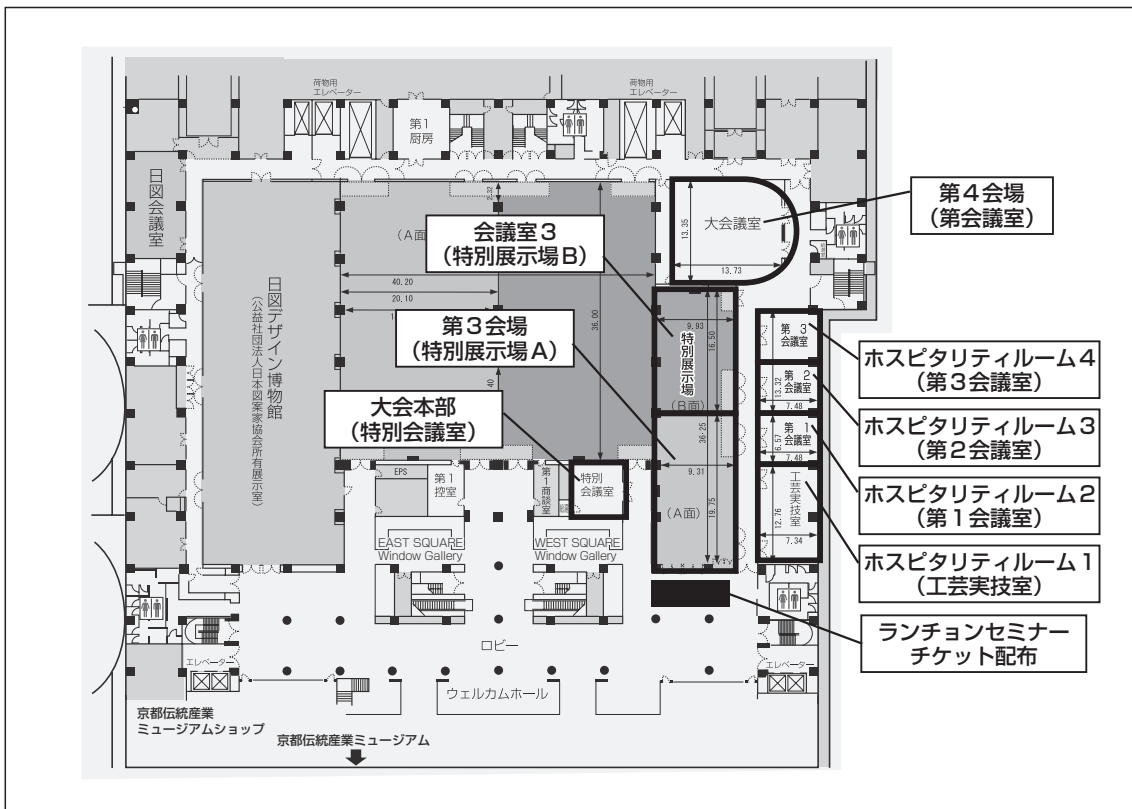 荷物用
エレベーター
荷物用
エレベーター
第1
厨房
日図会議室
大会議室
第4会場
（第会議室）
13.35
13.73
2.32
（A面）
会議室3
（特別展示場B）
40.20
20.10
36.00
9.93
16.50
特別展示場
（B面）
第3会場
（特別展示場A）
40
36.25
9.31
19.75
（A面）
日図デザイン博物館
（公益社団法人日本図案家協会所有展示室）
大会本部
（特別会議室）
第3
会議室
第2
会議室
13.32
7.48
第1
会議室
6.57
7.48
工芸実技室
12.76
7.34
ホスピタリティルーム4
（第3会議室）
ホスピタリティルーム3
（第2会議室）
ホスピタリティルーム2
（第1会議室）
ホスピタリティルーム1
（工芸実技室）
EPS
第1
控室
第1商談室
特別
会議室
EAST SQUARE
Window Gallery
WEST SQUARE
Window Gallery
ランチョンセミナー
チケット配布
ロビー
エレベーター
エレベーター
ウェルカムホール
京都伝統産業
ミュージアムショップ
京都伝統産業ミュージアム